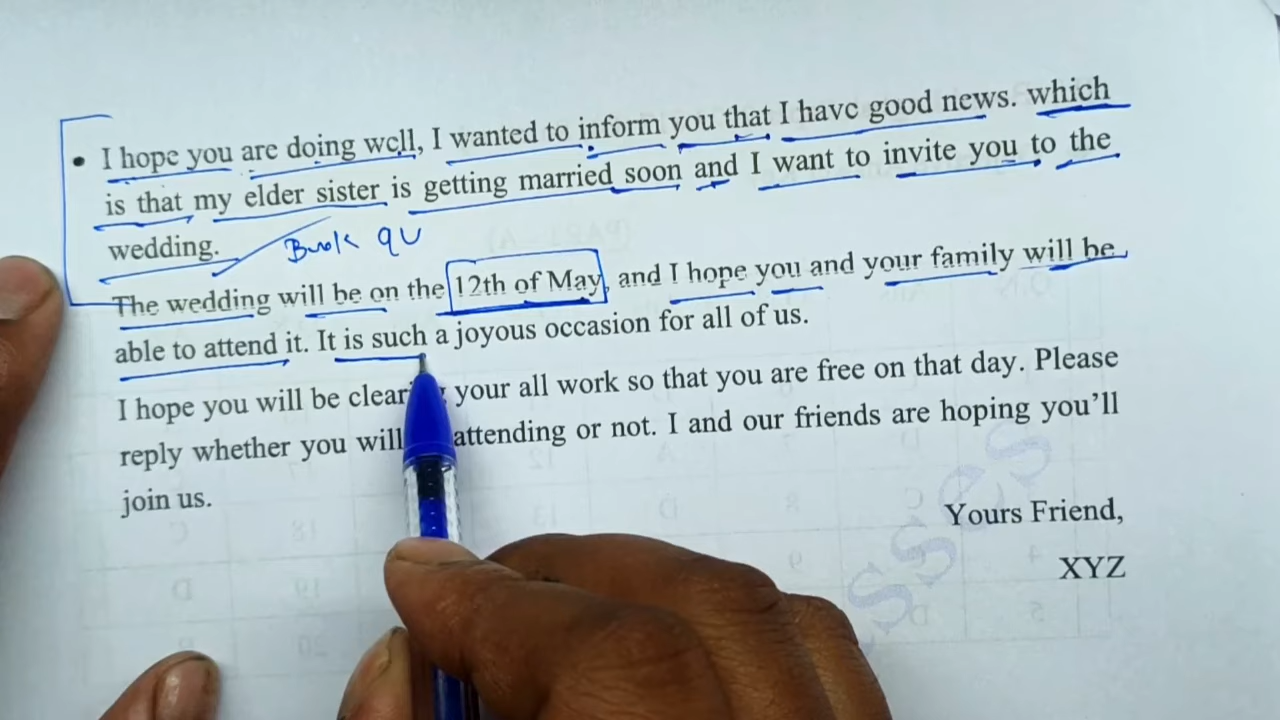 • I hope you are doing well, I wanted to inform you that I have good news. which
is that my elder sister is getting married soon and I want to invite you to the
wedding.
The wedding will be on the 12th of May, and I hope you and your family will be
able to attend it. It is such a joyous occasion for all of us.
I hope you will be your all work so that you are free on that day. Please
reply whether you will attending or not. I and our friends are hoping you'll
join us.
Yours Friend,
XYZ